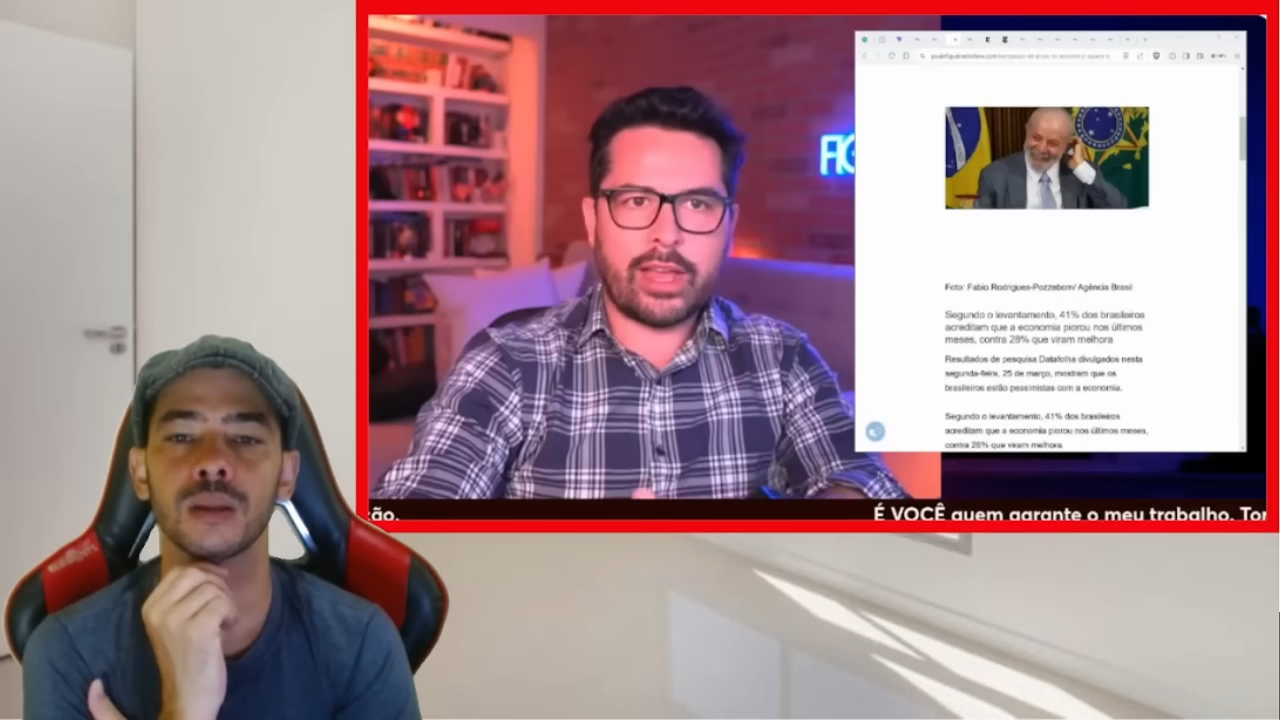 FIG
Foto: Fabio Rodrigues-Pozzebom/ Agência Brasil
Segundo o levantamento, 41% dos brasileiros
acreditam que a economia piorou nos últimos
meses, contra 28% que viram melhora
Resultados de pesquisa Datafolha divulgados nesta
segunda-feira, 25 de março, mostram que os
brasileiros estão pessimistas com a economia.
Segundo o levantamento, 41% dos brasileiros
acreditam que a economia piorou nos últimos meses,
contra 28% que viram melhora
ção. É VOCÊ quem garante o meu trabalho. Tor